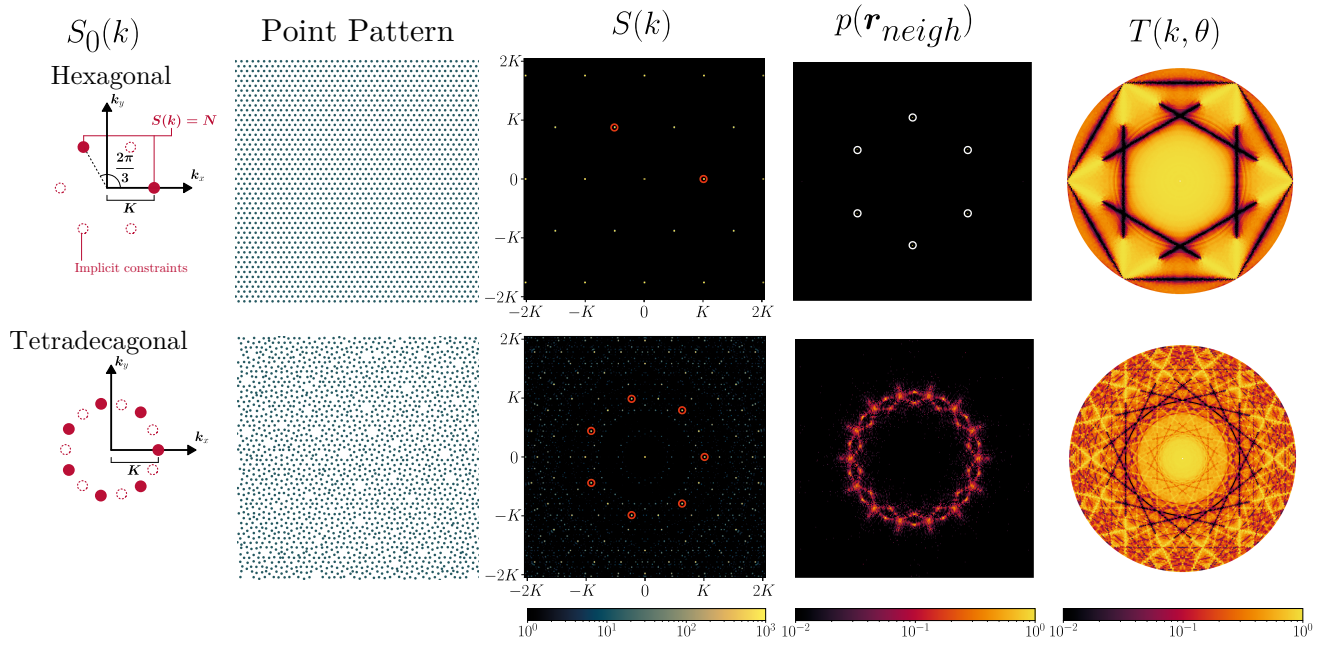 S_0(k)
Point Pattern
S(k)
p(r_neigh)
T(k, θ)
Hexagonal
k_y
S(k) = N
2π
3
k_x
K
Implicit constraints
2K
K
0
−K
−2K
−2K
−K
0
K
2K
Tetradecagonal
k_y
k_x
K
2K
K
0
−K
−2K
−2K
−K
0
K
2K
10^0
10^1
10^2
10^3
10^−2
10^−1
10^0
10^−2
10^−1
10^0